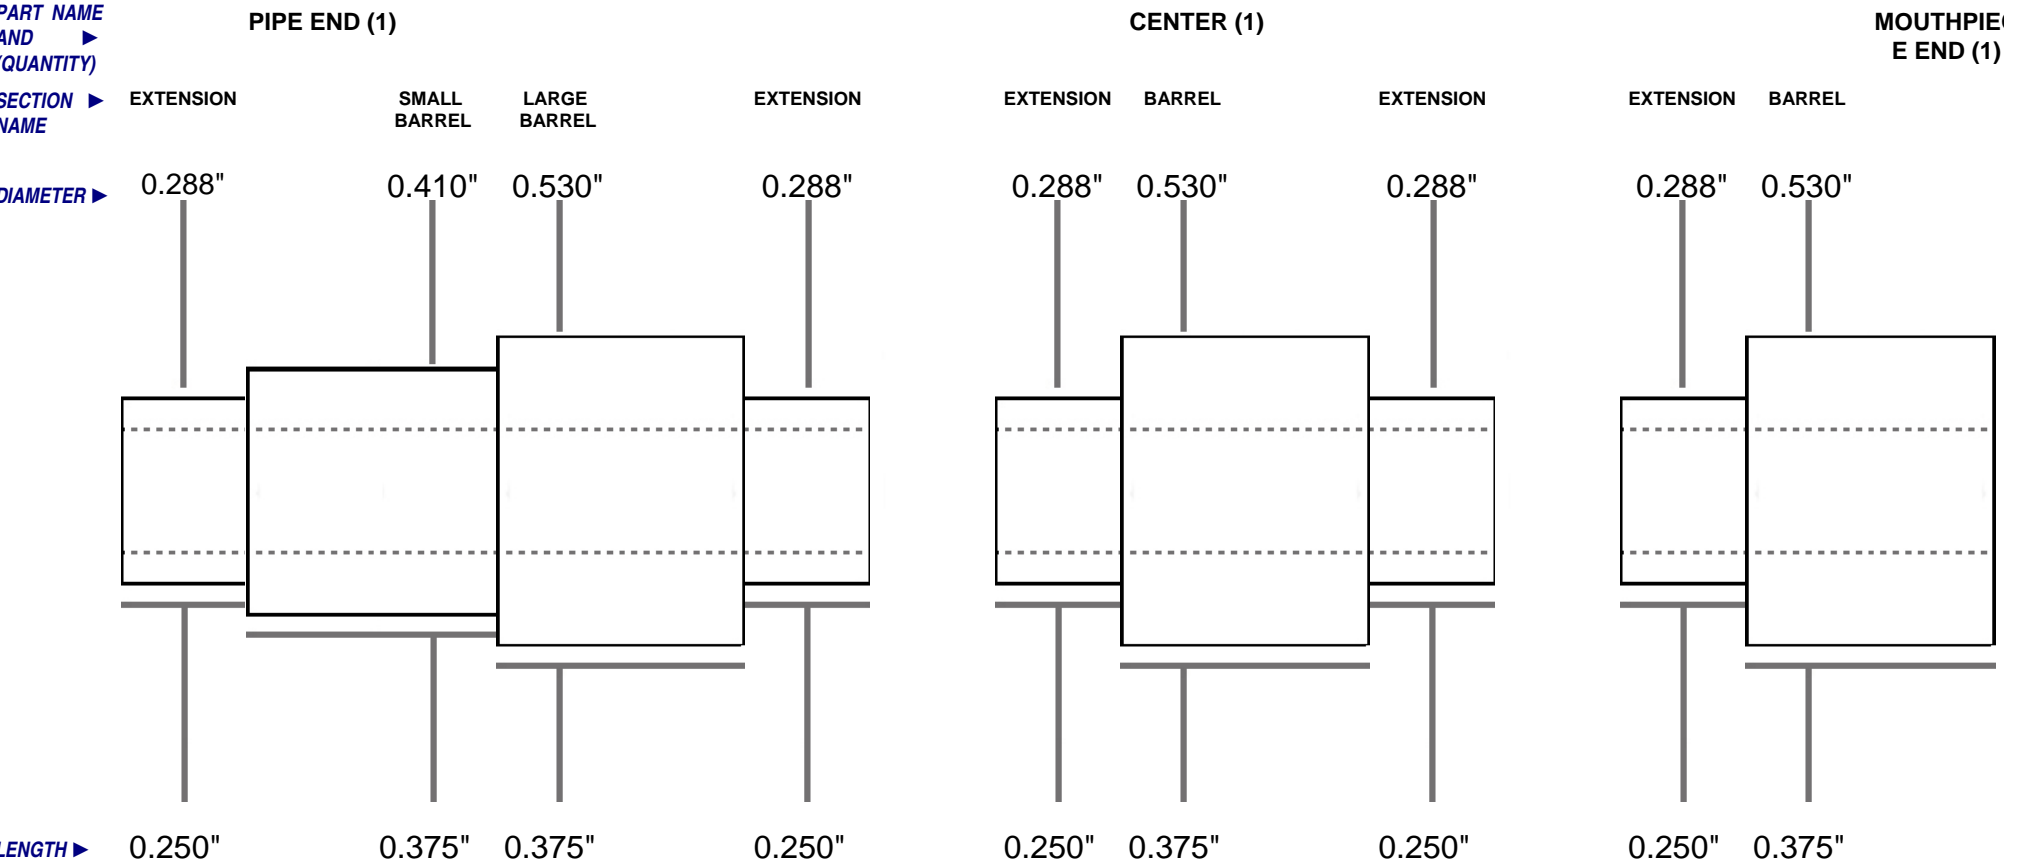 PART NAME
AND ►
(QUANTITY)
PIPE END (1)
CENTER (1)
E END (1)
SECTION ►
NAME
EXTENSION
SMALL
BARREL
LARGE
BARREL
EXTENSION
EXTENSION
BARREL
EXTENSION
EXTENSION
BARREL
DIAMETER ►
0.288"
0.410"
0.530"
0.288"
0.288"
0.530"
0.288"
0.288"
0.530"
LENGTH ►
0.250"
0.375"
0.375"
0.250"
0.250"
0.375"
0.250"
0.250"
0.375"